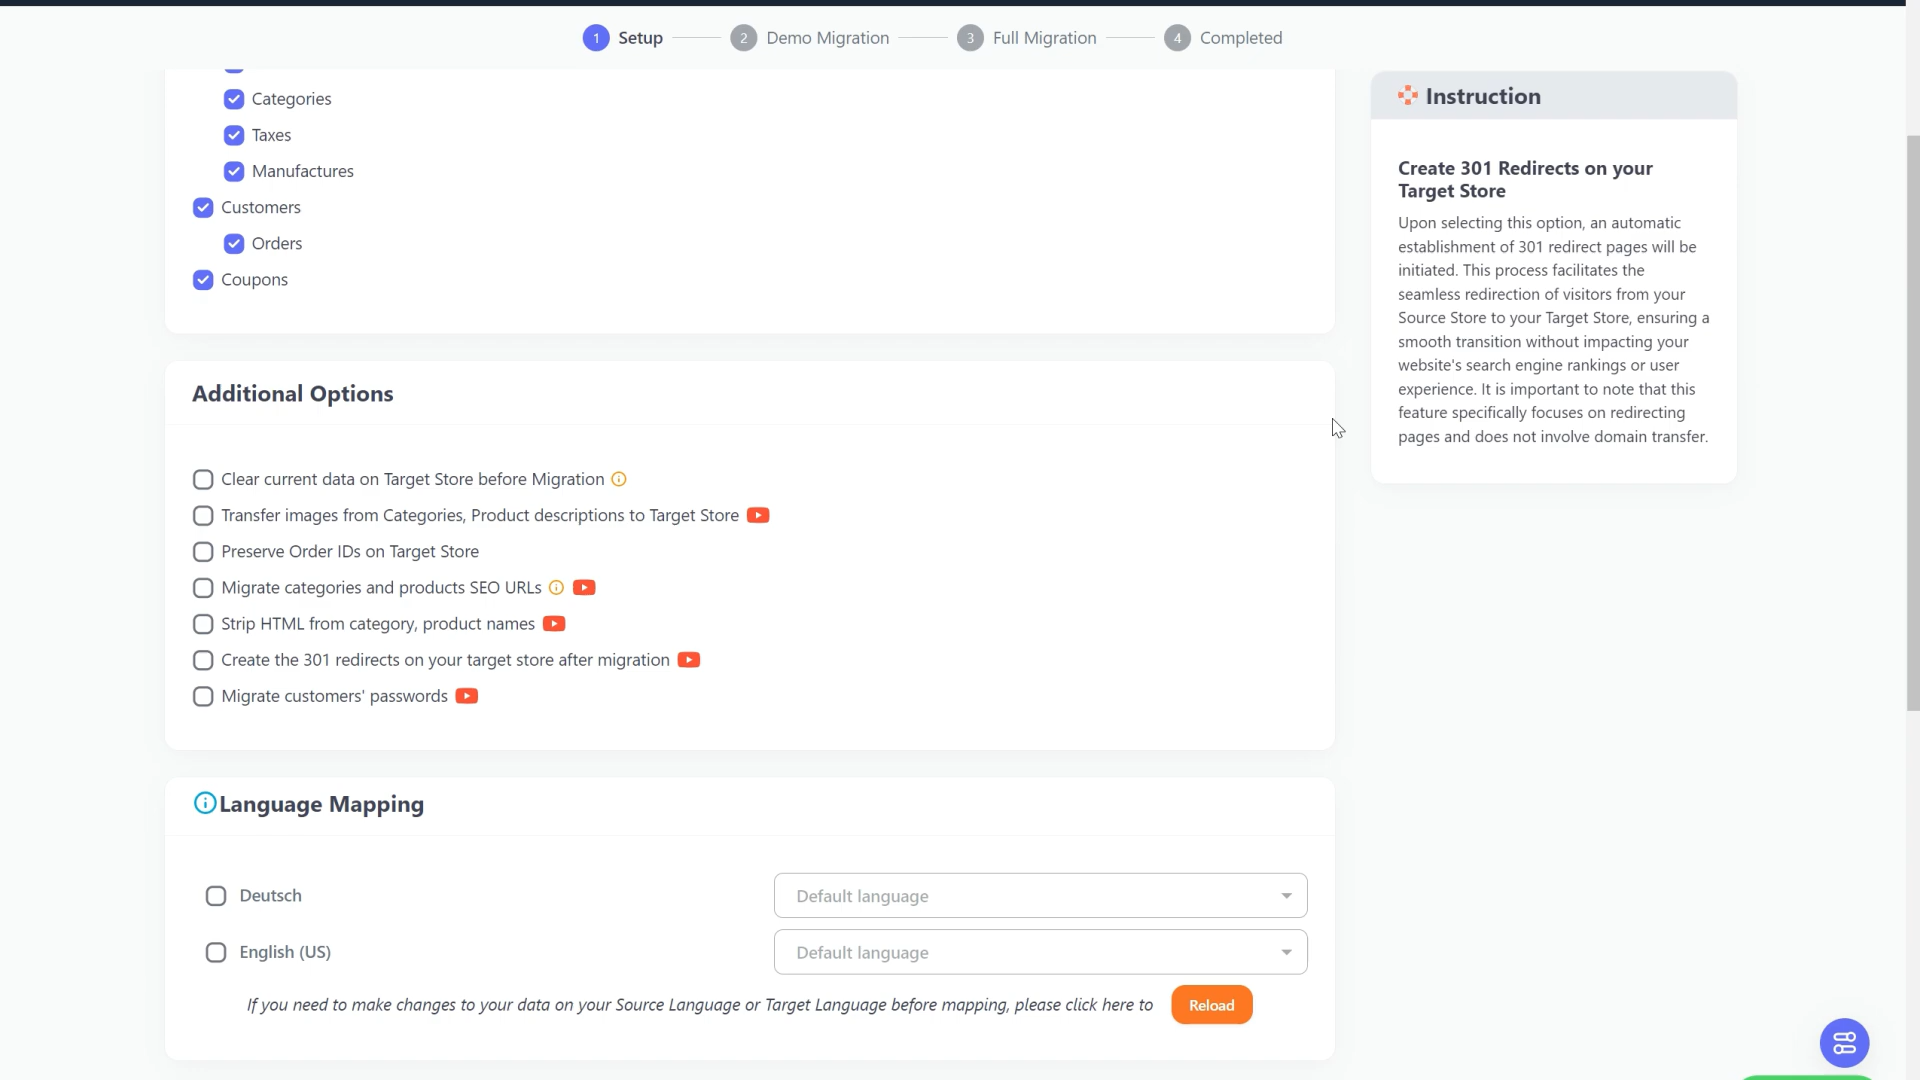 1 Setup 2 Demo Migration 3 Full Migration 4 Completed
Categories
Taxes
Manufactures
Customers
Orders
Coupons
Additional Options
Clear current data on Target Store before Migration
Transfer images from Categories, Product descriptions to Target Store
Preserve Order IDs on Target Store
Migrate categories and products SEO URLs
Strip HTML from category, product names
Create the 301 redirects on your target store after migration
Migrate customers' passwords
Language Mapping
Deutsch Default language
English (US) Default language
If you need to make changes to your data on your Source Language or Target Language before mapping, please click here to Reload
Instruction
Create 301 Redirects on your
Target Store
Upon selecting this option, an automatic
establishment of 301 redirect pages will be
initiated. This process facilitates the
seamless redirection of visitors from your
Source Store to your Target Store, ensuring a
smooth transition without impacting your
website's search engine rankings or user
experience. It is important to note that this
feature specifically focuses on redirecting
pages and does not involve domain transfer.